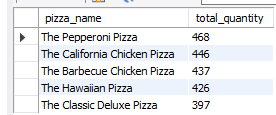 pizza_name total_quantity
The Pepperoni Pizza 468
The California Chicken Pizza 446
The Barbecue Chicken Pizza 437
The Hawaiian Pizza 426
The Classic Deluxe Pizza 397